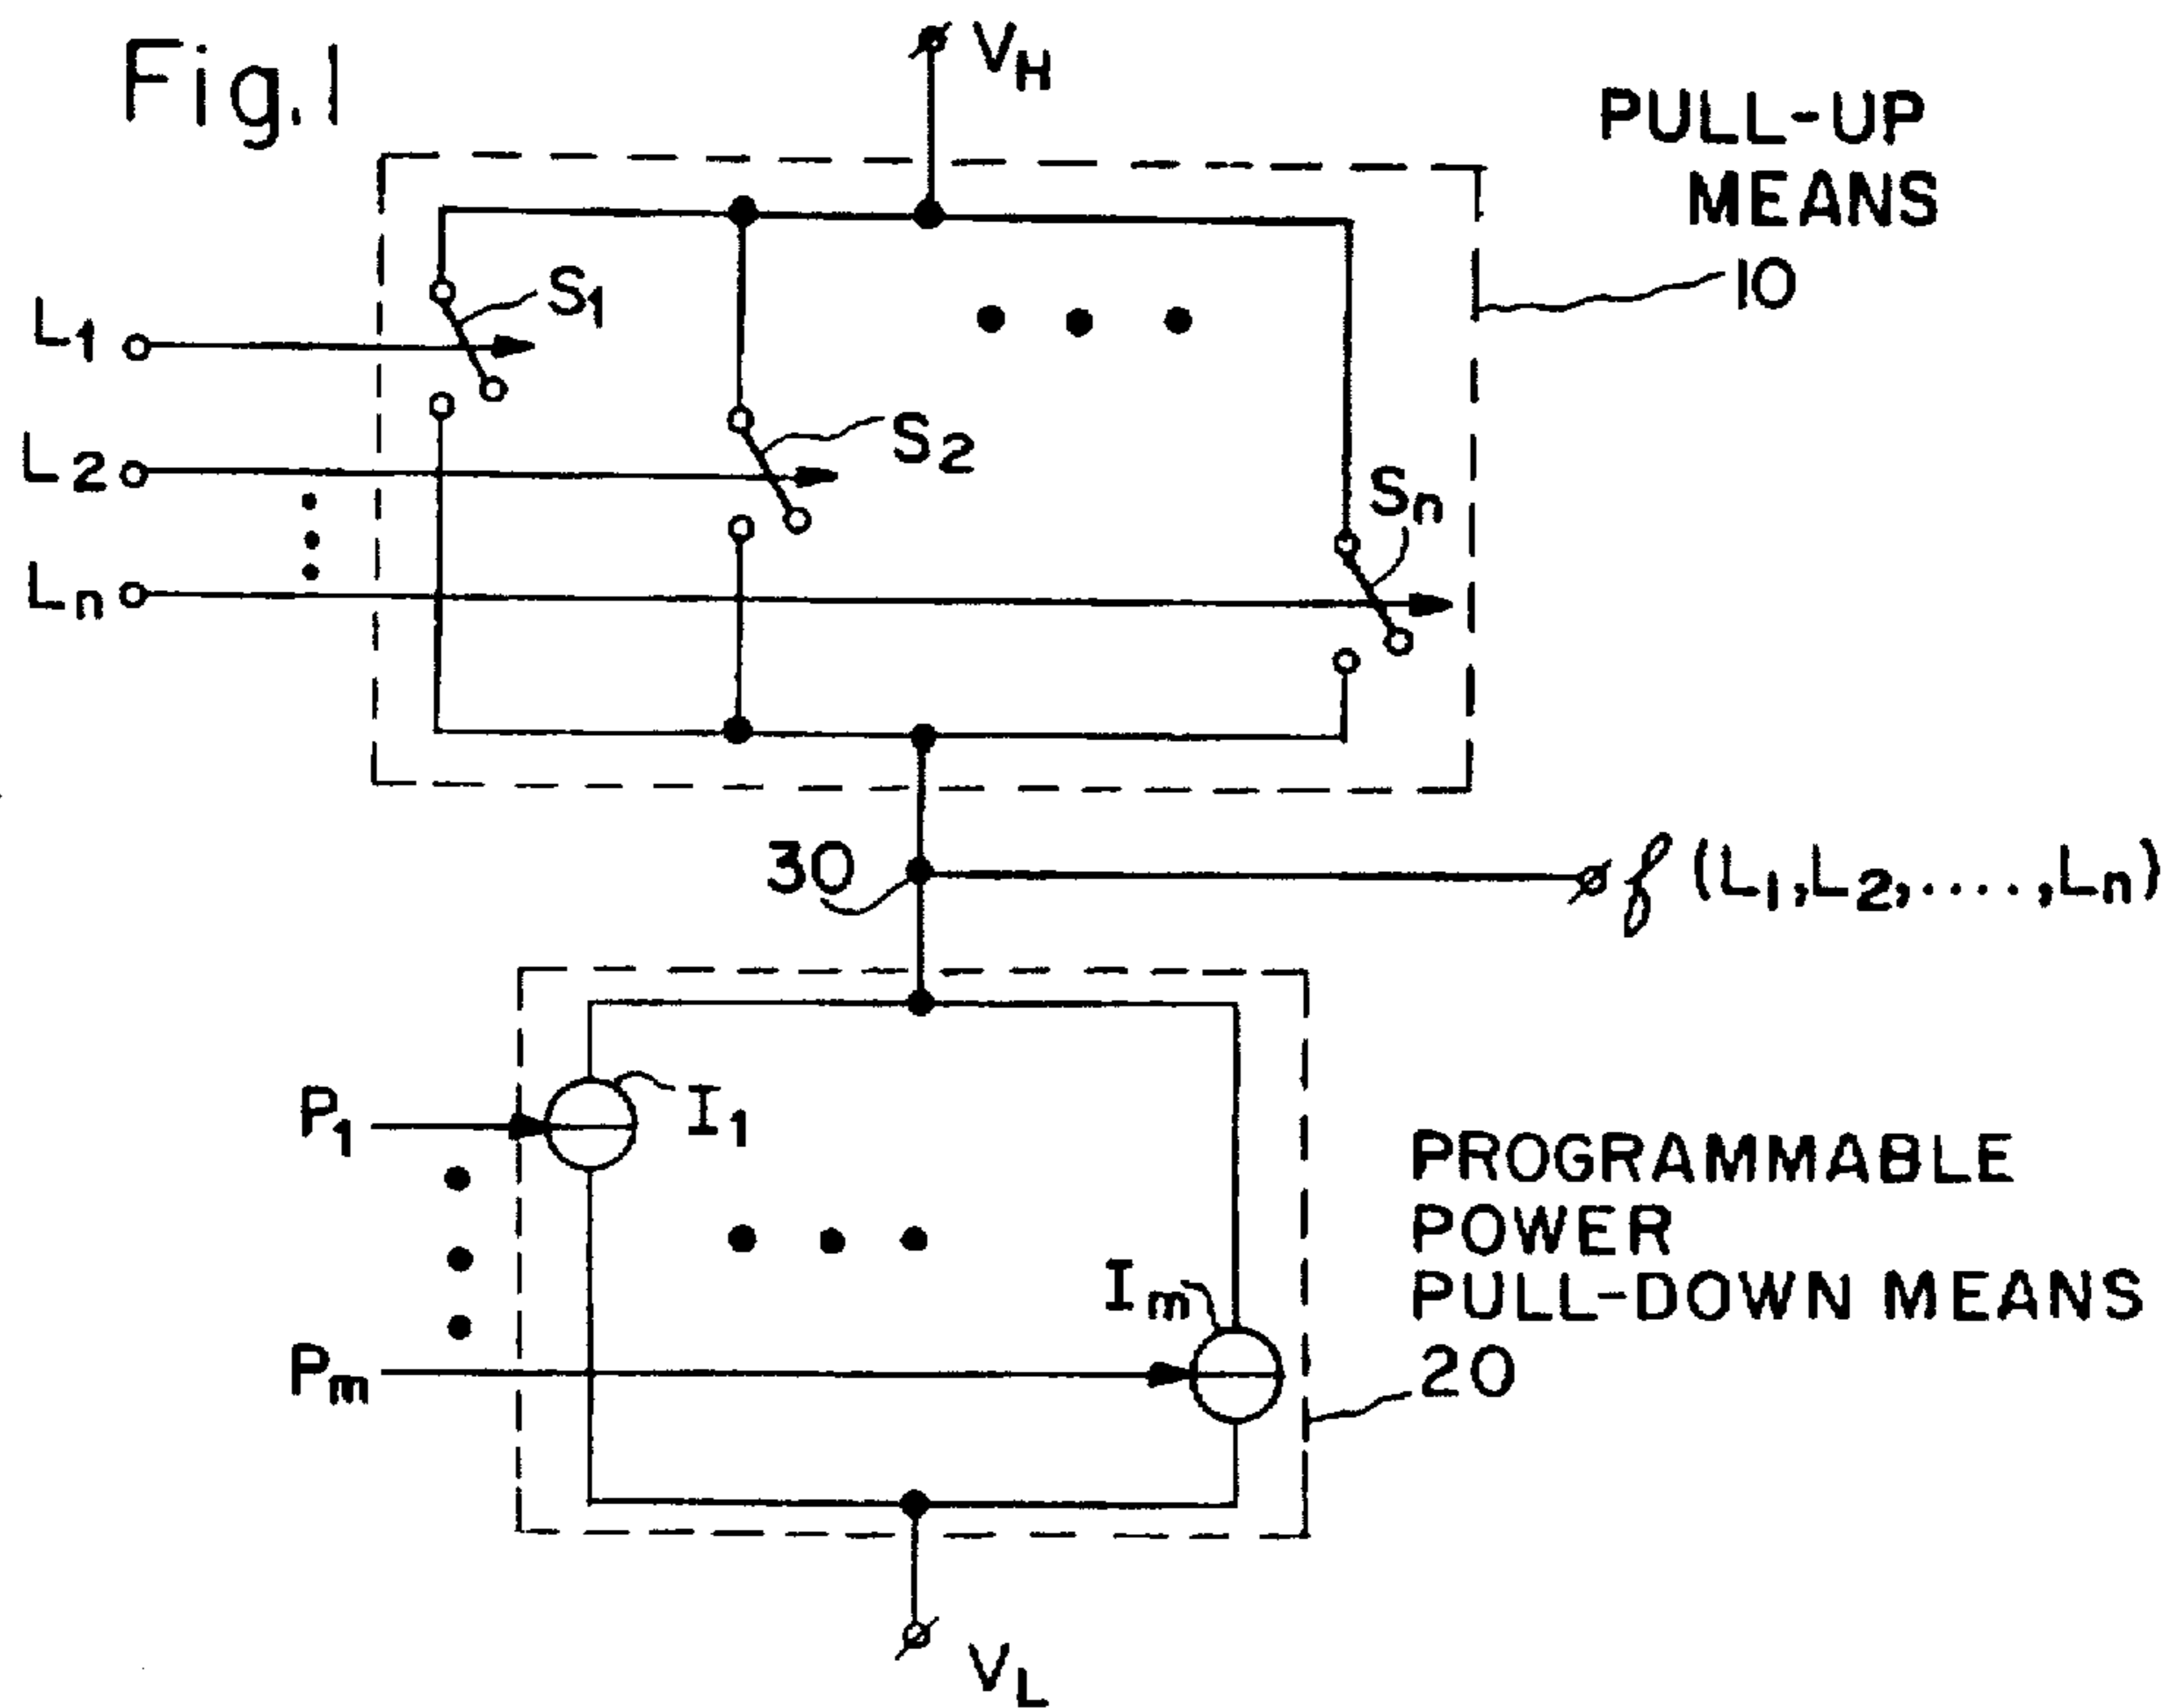 Fig.1
VH
PULL-UP
MEANS
10
S1
L1
S2
L2
Sn
Ln
30
f (L1,L2,....,Ln)
P1
I1
PROGRAMMABLE
POWER
PULL-DOWN MEANS
20
Im
Pm
VL